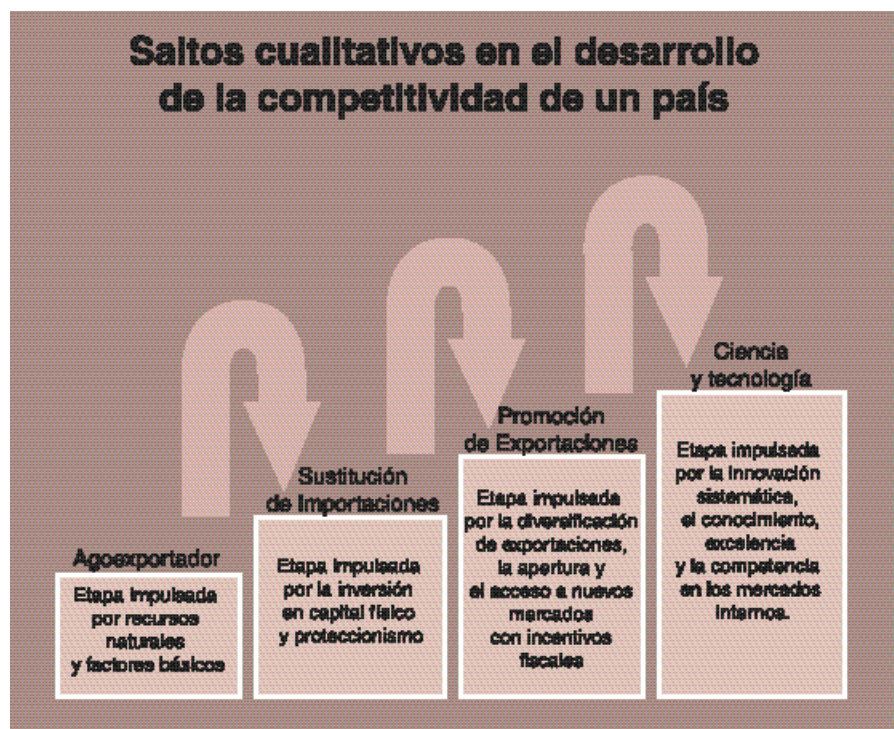 Saltos cualitativos en el desarrollo
de la competitividad de un país
Agoexportador
Etapa impulsada
por recursos
naturales
y factores básicos
Sustitución
de Importaciones
Etapa impulsada
por la inversión
en capital físico
y proteccionismo
Promoción
de Exportaciones
Etapa impulsada
por la diversificación
de exportaciones,
la apertura y
el acceso a nuevos
mercados
con incentivos
fiscales
Ciencia
y tecnología
Etapa impulsada
por la innovación
sistemática,
el conocimiento,
excelencia
y la competencia
en los mercados
internos.